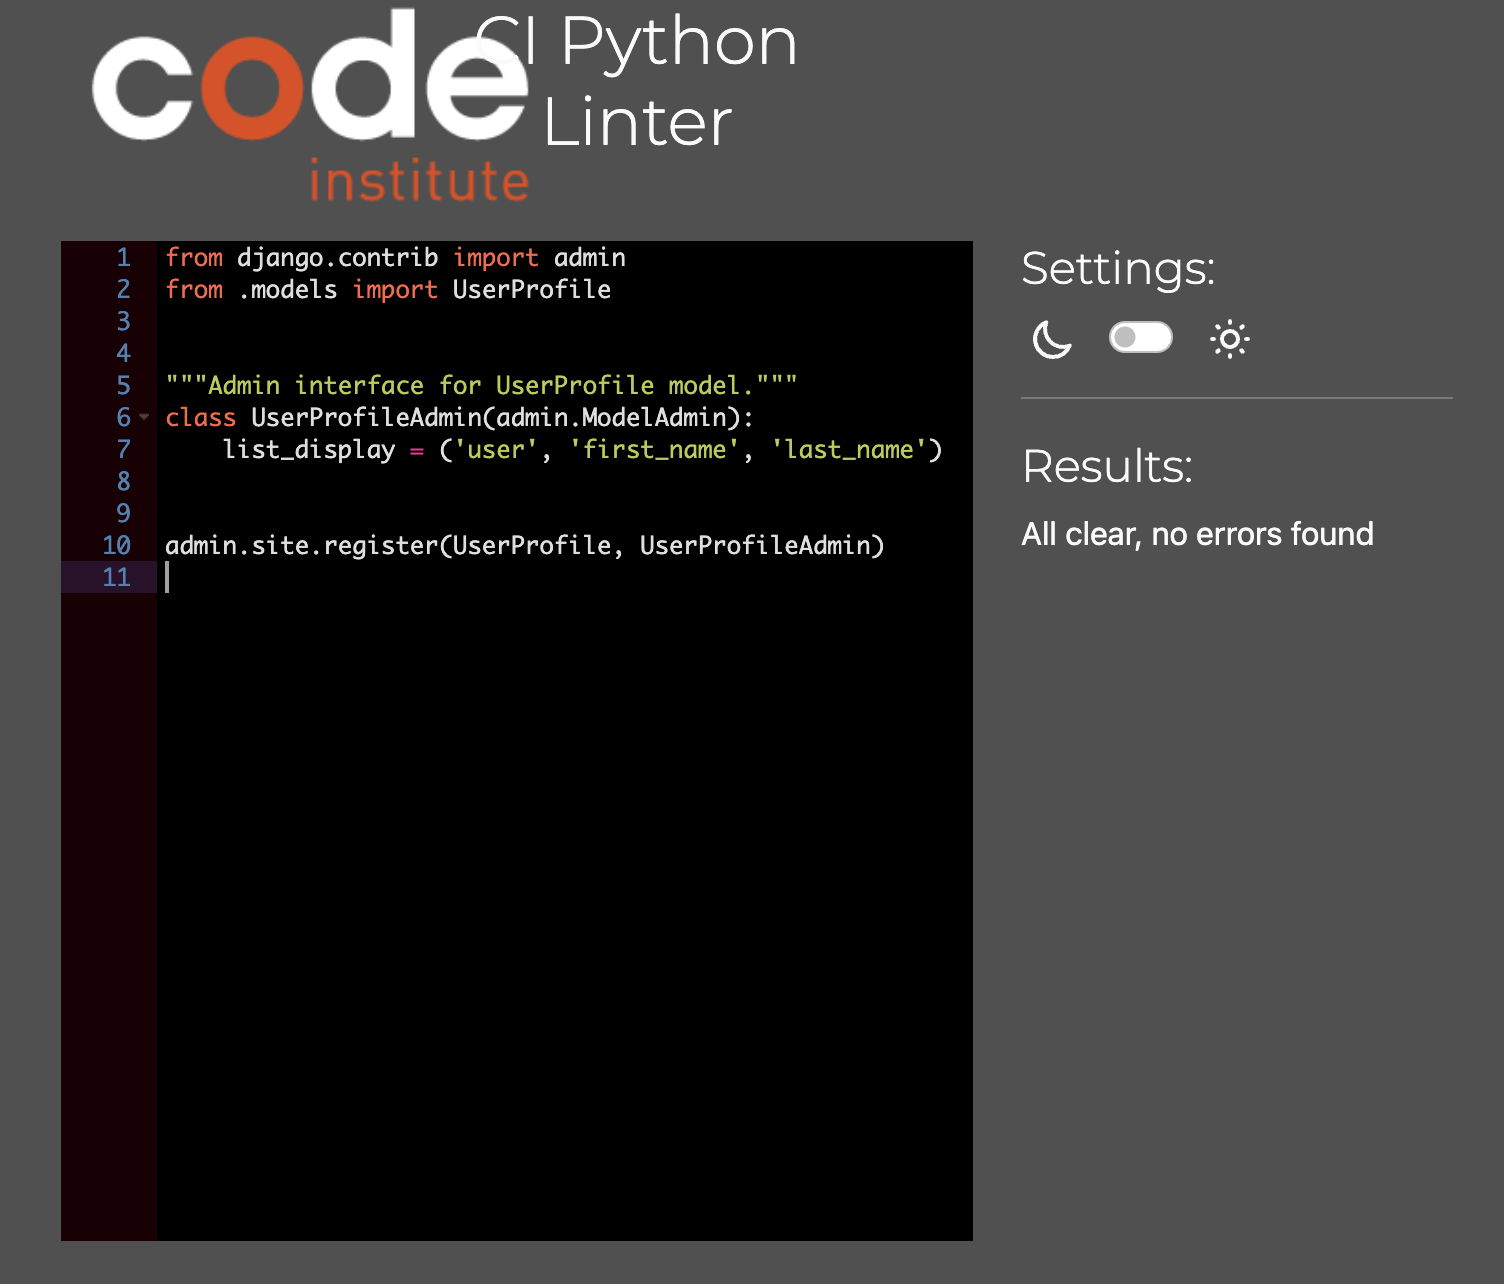 code
institute
CI Python
Linter
1 from django.contrib import admin
2 from .models import UserProfile
3
4
5 """Admin interface for UserProfile model."""
6 class UserProfileAdmin(admin.ModelAdmin):
7     list_display = ('user', 'first_name', 'last_name')
8
9
10 admin.site.register(UserProfile, UserProfileAdmin)
11
Settings:
Results:
All clear, no errors found